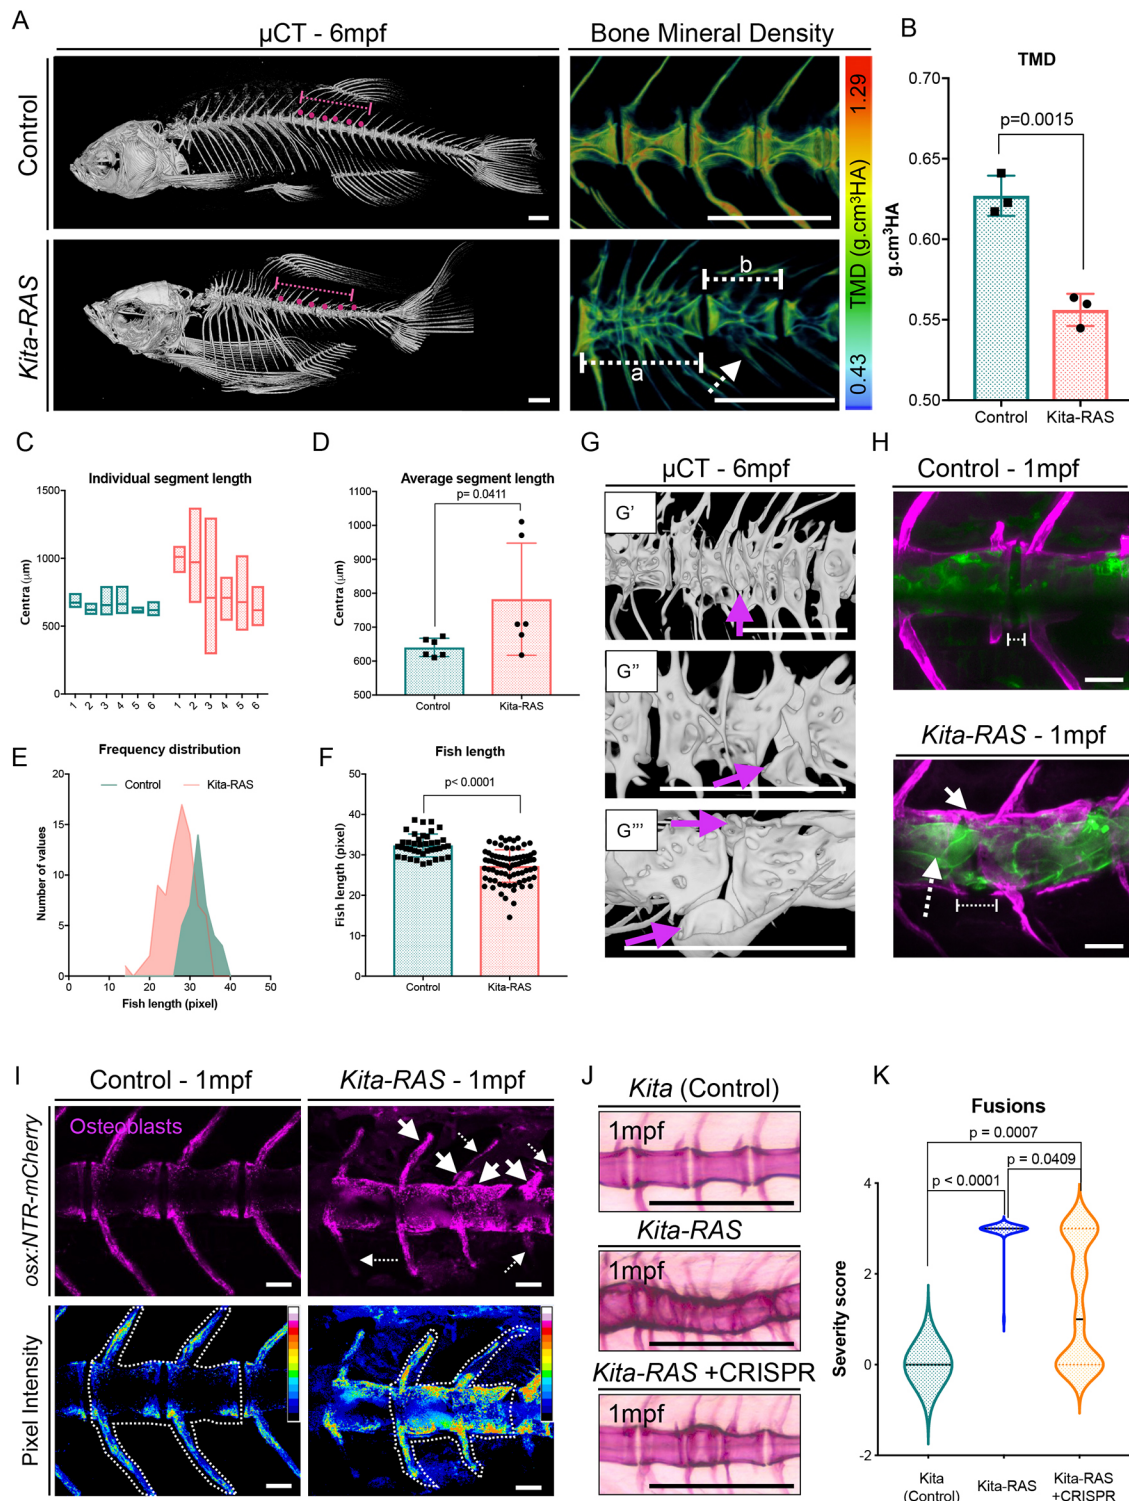 A
µCT - 6mpf
Bone Mineral Density
Control
Kita-RAS
a
b
1.29
TMD (g.cm³HA)
0.43
B
TMD
p=0.0015
g.cm³HA
0.70
0.65
0.60
0.55
0.50
Control
Kita-RAS
C
Individual segment length
Centra (µm)
1500
1000
500
0
1 2 3 4 5 6 1 2 3 4 5 6
D
Average segment length
p= 0.0411
Centra (µm)
1100
1000
900
800
700
600
500
Control
Kita-RAS
E
Frequency distribution
Control
Kita-RAS
Number of values
20
15
10
5
0
0 10 20 30 40 50
Fish length (pixel)
F
Fish length
p< 0.0001
Fish length (pixel)
50
40
30
20
10
0
Control
Kita-RAS
G
µCT - 6mpf
G'
G''
G'''
H
Control - 1mpf
Kita-RAS - 1mpf
I
Control - 1mpf
Kita-RAS - 1mpf
osx:NTR-mCherry
Osteoblasts
Pixel Intensity
J
Kita (Control)
1mpf
Kita-RAS
1mpf
Kita-RAS +CRISPR
1mpf
K
Fusions
p = 0.0007
p = 0.0409
p < 0.0001
Severity score
4
2
0
-2
Kita
(Control)
Kita-RAS
Kita-RAS
+CRISPR